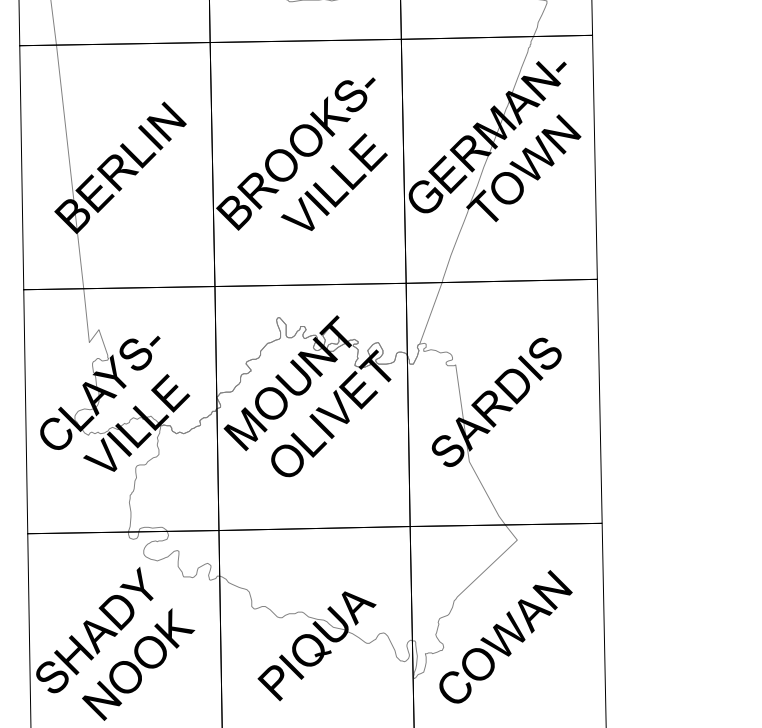 BERLIN
BROOKS-
VILLE
GERMAN-
TOWN
CLAYS-
VILLE
MOUNT
OLIVET
SARDIS
SHADY
NOOK
PIQUA
COWAN